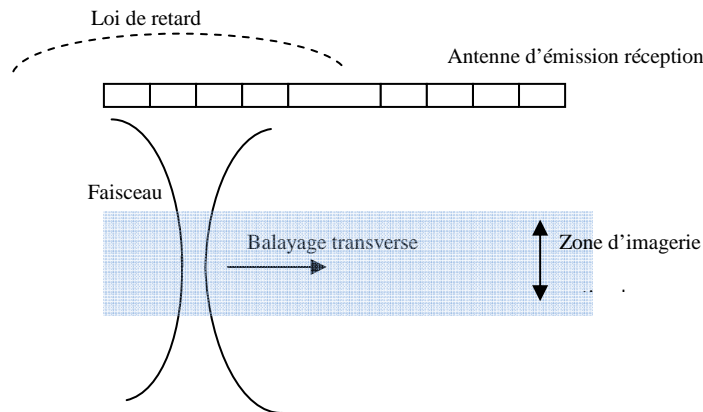 Loi de retard
Antenne d’émission réception
Faisceau
Balayage transverse
Zone d’imagerie